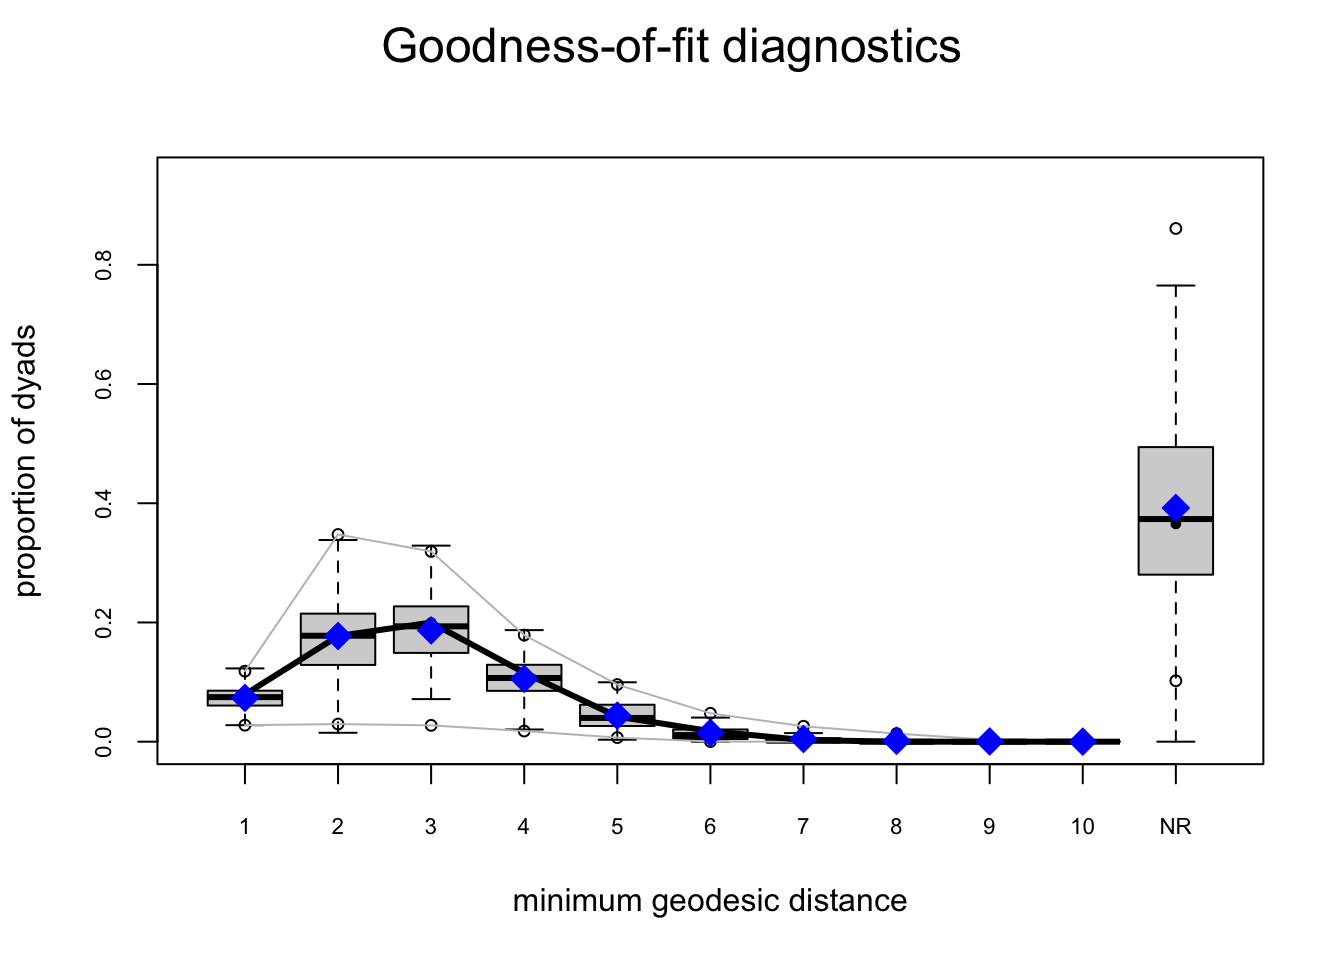 Goodness-of-fit diagnostics
proportion of dyads
0.8
0.6
0.4
0.2
0.0
1 2 3 4 5 6 7 8 9 10 NR
minimum geodesic distance